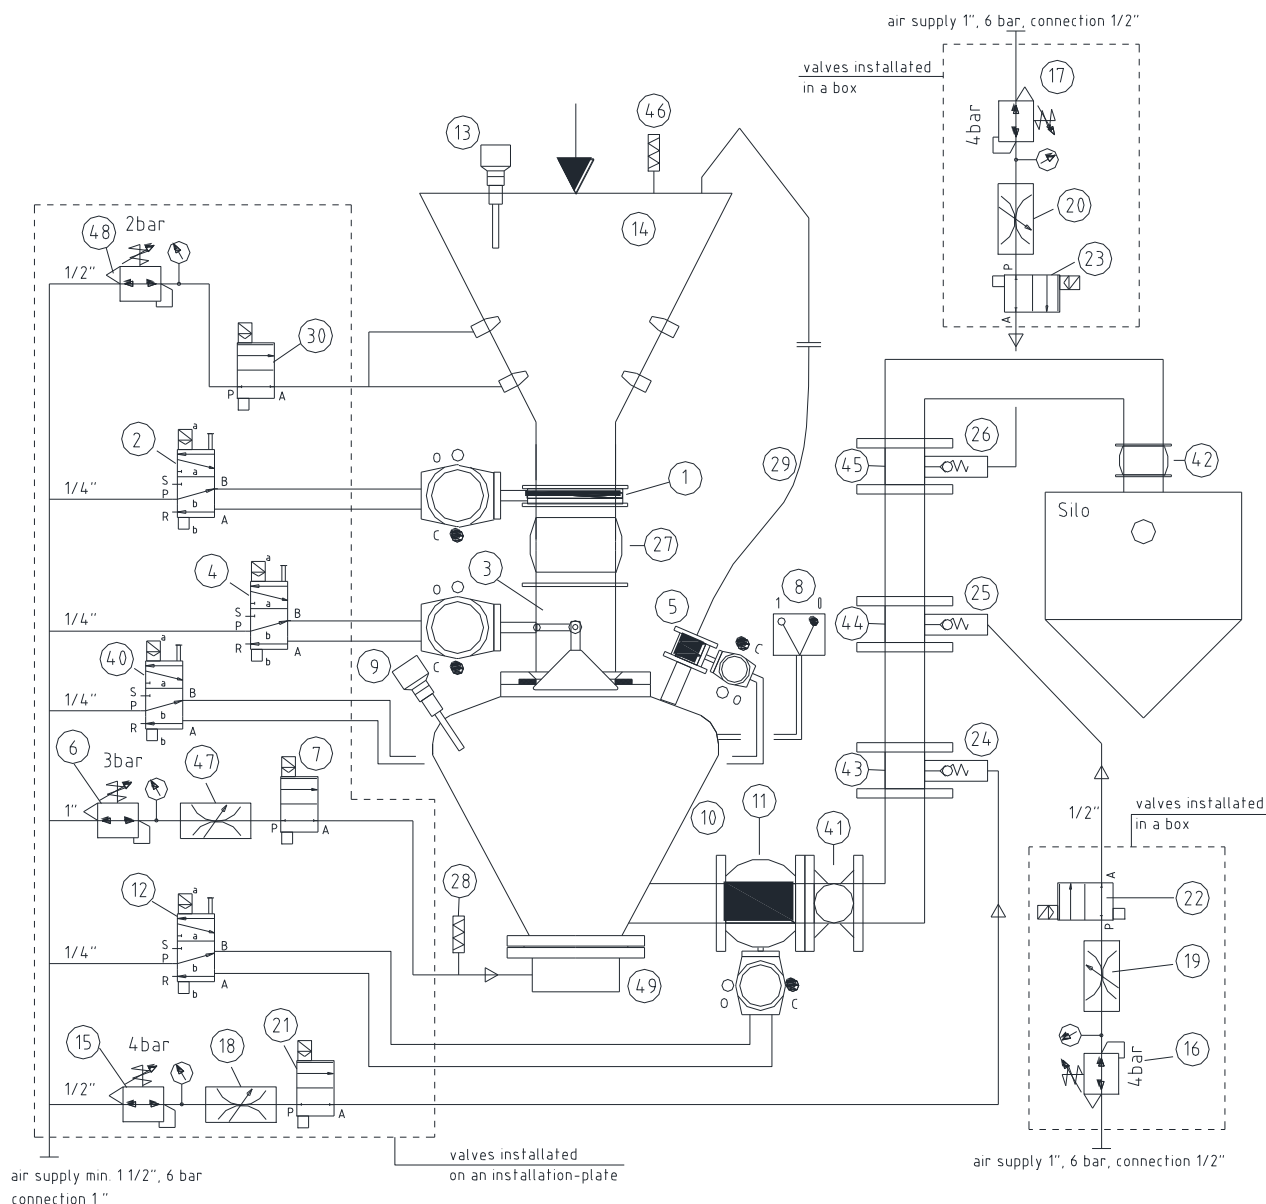 air supply 1", 6 bar, connection 1/2"
valves installed
in a box
17
4bar
20
P
23
A
13
46
14
48
2bar
1/2"
30
P
A
2
a
a
S
P
b
R
b
B
A
1/4"
O
C
1
27
29
45
26
42
Silo
4
a
a
S
P
b
R
b
B
A
1/4"
O
C
3
5
8
1
0
44
25
C
O
40
a
S
P
b
R
b
B
A
1/4"
9
6
3bar
47
7
1"
P
A
10
11
41
43
24
1/2"
valves installed
in a box
12
a
a
S
P
b
R
b
B
A
1/4"
28
49
O
C
22
A
P
19
16
4bar
15
4bar
18
21
1/2"
P
A
air supply 1", 6 bar, connection 1/2"
valves installed
on an installation-plate
air supply min. 1 1/2", 6 bar
connection 1"